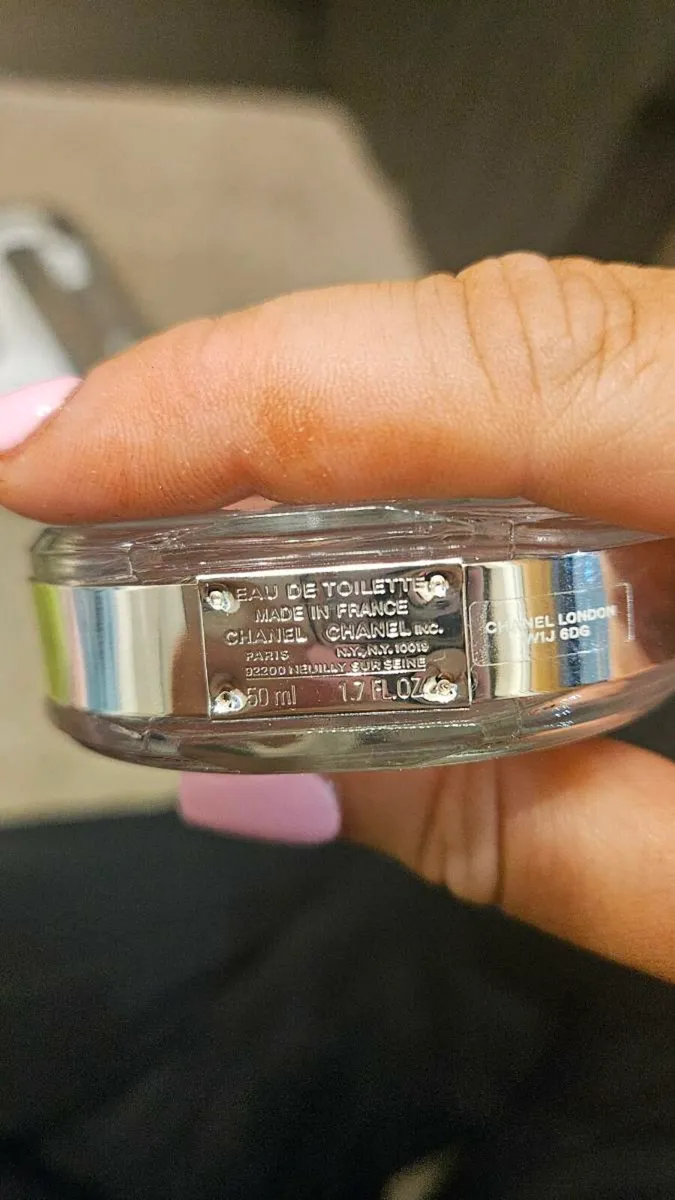 EAU DE TOILETTE
MADE IN FRANCE
CHANEL CHANEL INC.
PARIS N.Y., N.Y. 10019
92200 NEUILLY SUR SEINE
50 ml 1.7 FL.OZ
CHANEL LONDON
W1J 6DG